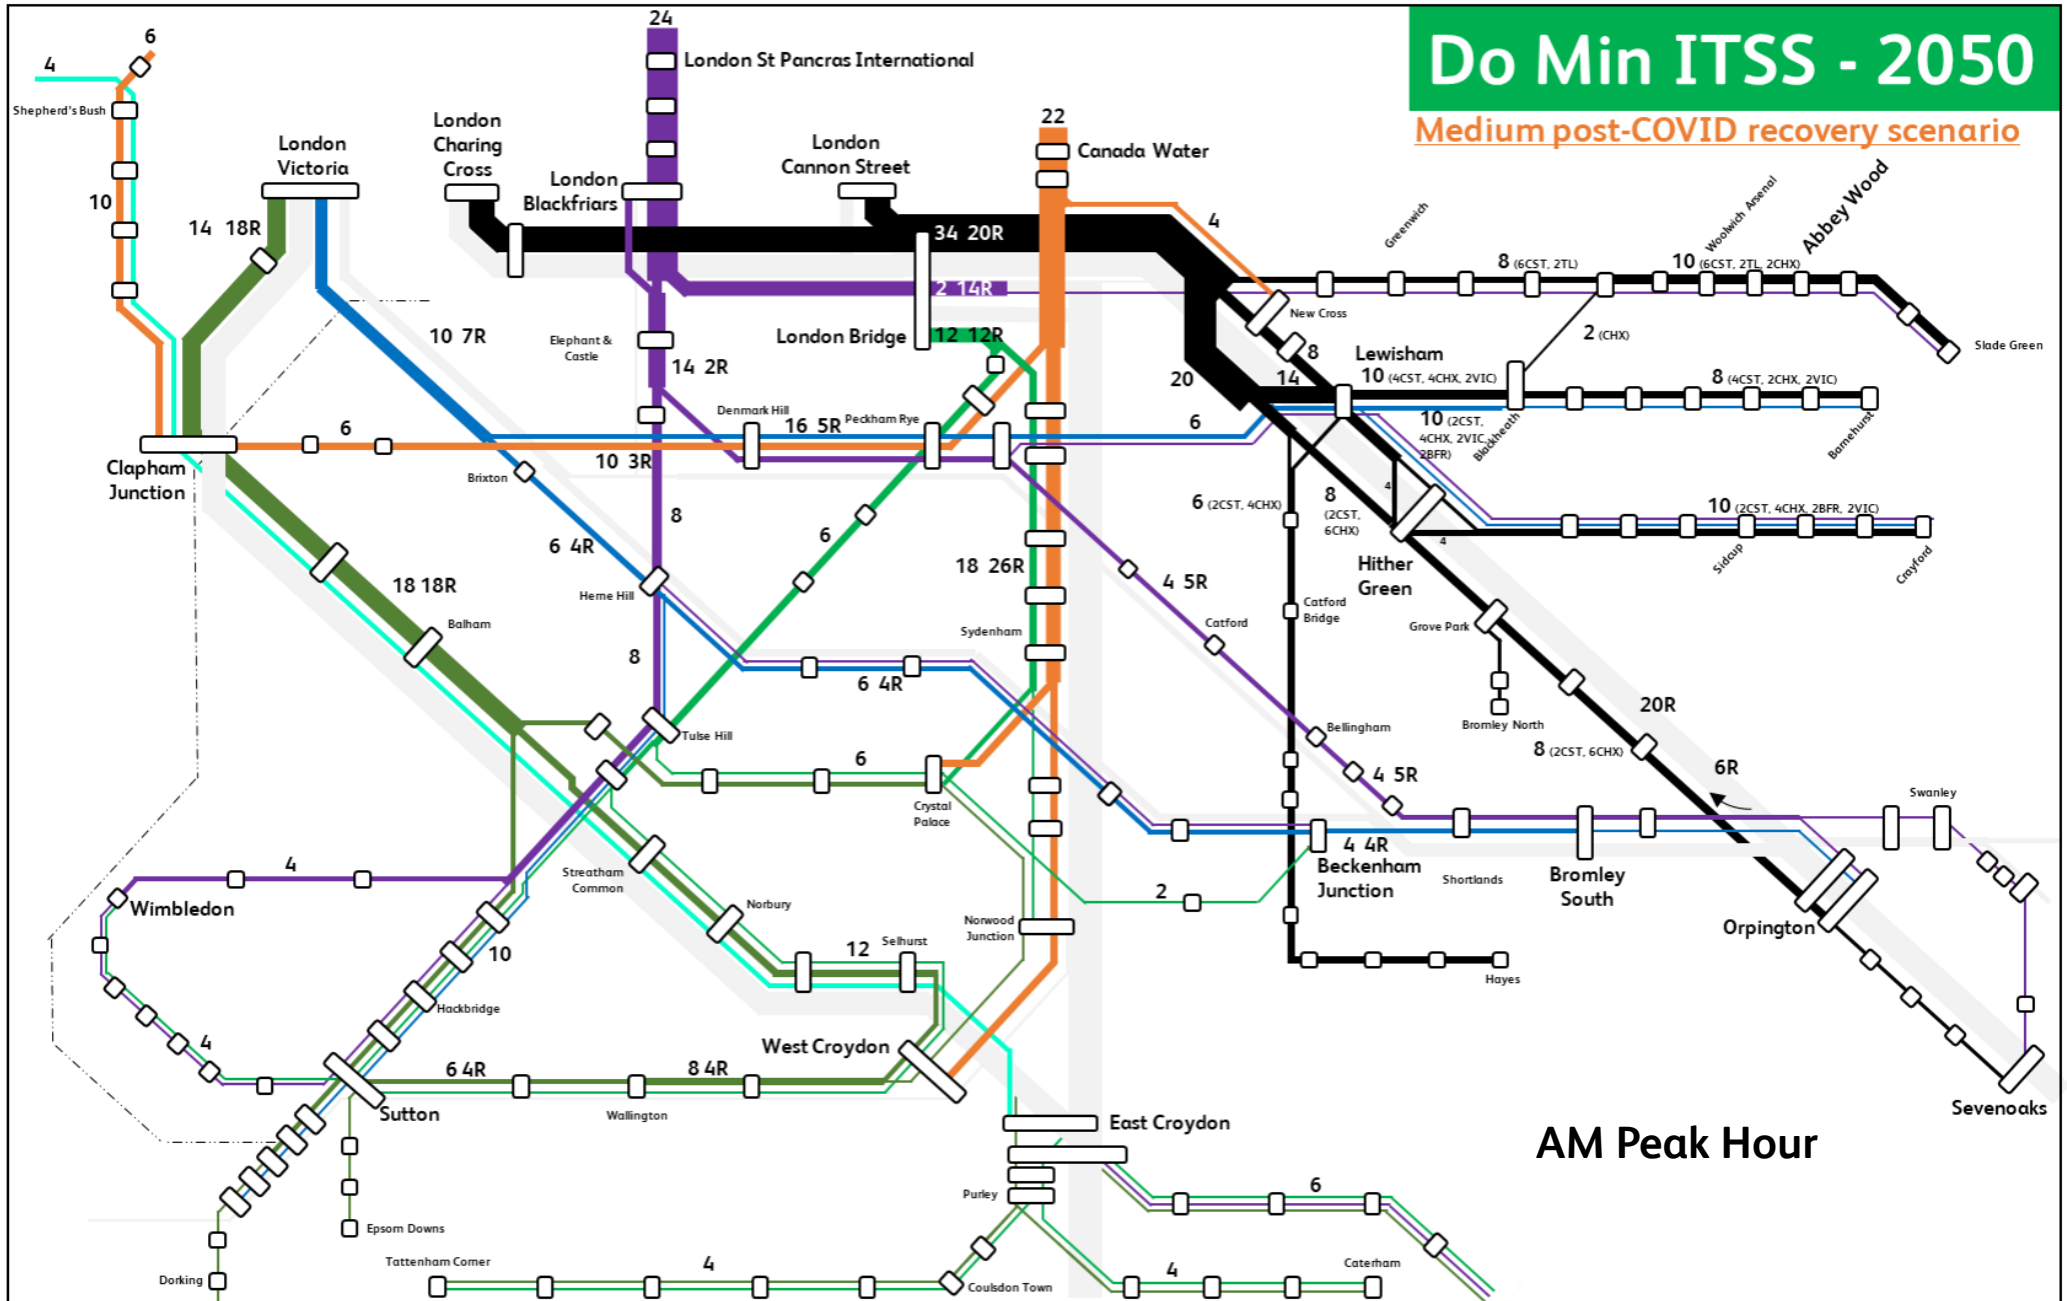 Do Min ITSS - 2050
Medium post-COVID recovery scenario
24
London St Pancras International
6
4
Shepherd's Bush
10
London
Victoria
London
Charing
Cross
London
Blackfriars
London
Cannon Street
22
Canada Water
14 18R
34 20R
4
Greenwich
Woolwich Arsenal
Abbey Wood
8 (6CST, 2TL)
10 (6CST, 2TL, 2CHX)
2 14R
New Cross
2 (CHX)
Slade Green
10 7R
Elephant &
Castle
London Bridge
12 12R
14 2R
8
Lewisham
20
14
10 (4CST, 4CHX, 2VIC)
8 (4CST, 2CHX, 2VIC)
Denmark Hill
Peckham Rye
6
16 5R
6
10 (2CST,
4CHX, 2VIC,
2BFR)
Blackheath
Barnehurst
Clapham
Junction
Brixton
10 3R
4
6 (2CST, 4CHX)
8
(2CST,
6CHX)
10 (2CST, 4CHX, 2BFR, 2VIC)
8
6
6 4R
4
Hither
Green
Sidcup
Crayford
18 18R
Herne Hill
18 26R
4 5R
Catford
Bridge
Grove Park
Balham
8
Sydenham
Catford
6 4R
20R
Tulse Hill
Bellingham
Bromley North
8 (2CST, 6CHX)
6
4 5R
6R
Crystal
Palace
Swanley
4
Streatham
Common
4 4R
Beckenham
Junction
Shortlands
Bromley
South
Wimbledon
Norbury
2
Norwood
Junction
Orpington
10
12
Selhurst
Hayes
Hackbridge
4
West Croydon
6 4R
8 4R
Sutton
Wallington
East Croydon
AM Peak Hour
Sevenoaks
Purley
6
Epsom Downs
Dorking
Tattenham Corner
4
Coulsdon Town
4
Caterham